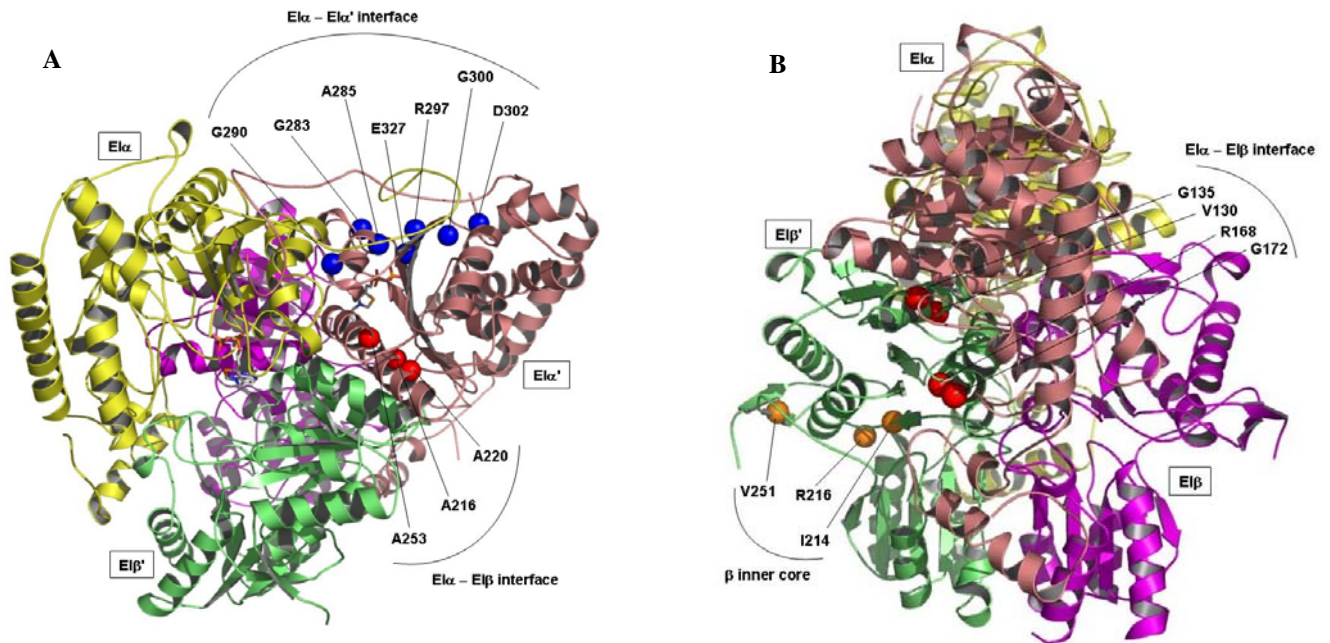 A
EIα – EIα' interface
G300
A285
R297
G283
E327
D302
G290
EIα
EIα'
A220
A216
A253
EIβ'
EIα – EIβ interface
B
EIα
EIα – EIβ interface
G135
V130
R168
G172
EIβ'
V251
R216
I214
EIβ
β inner core